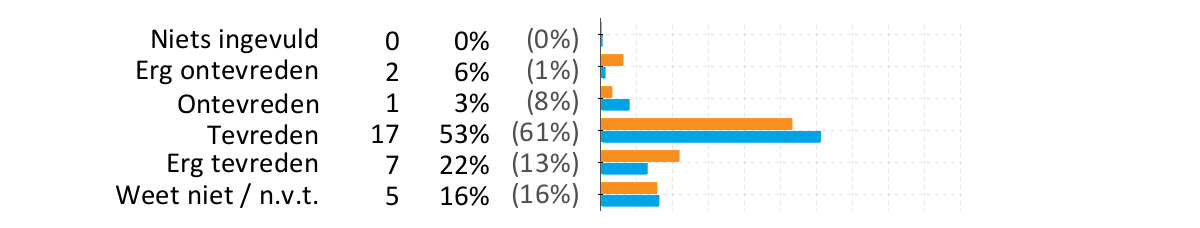 Niets ingevuld 0 0% (0%)
Erg ontevreden 2 6% (1%)
Ontevreden 1 3% (8%)
Tevreden 17 53% (61%)
Erg tevreden 7 22% (13%)
Weet niet / n.v.t. 5 16% (16%)